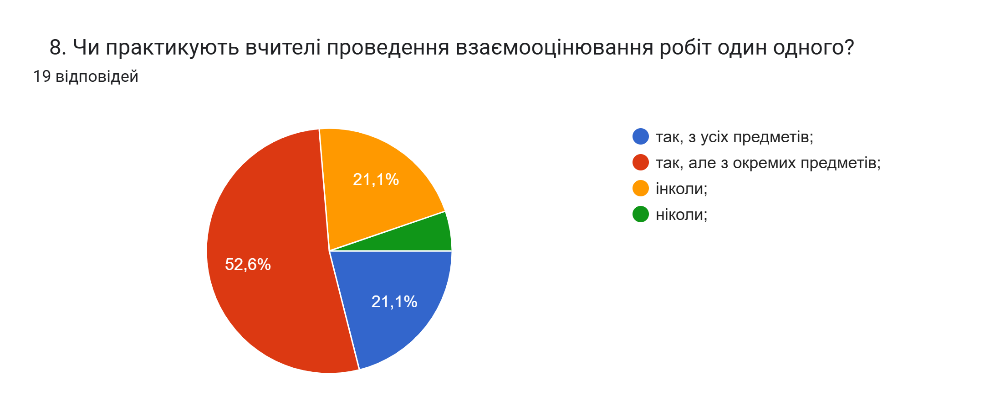 8. Чи практикують вчителі проведення взаємооцінювання робіт один одного?
19 відповідей
21,1%
52,6%
21,1%
так, з усіх предметів;
так, але з окремих предметів;
інколи;
ніколи;